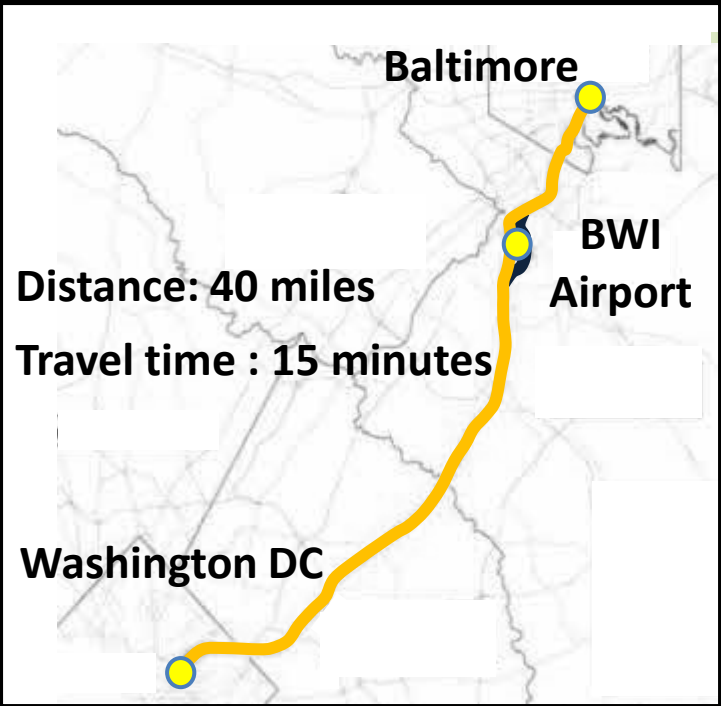 Baltimore
BWI
Airport
Distance: 40 miles
Travel time : 15 minutes
Washington DC